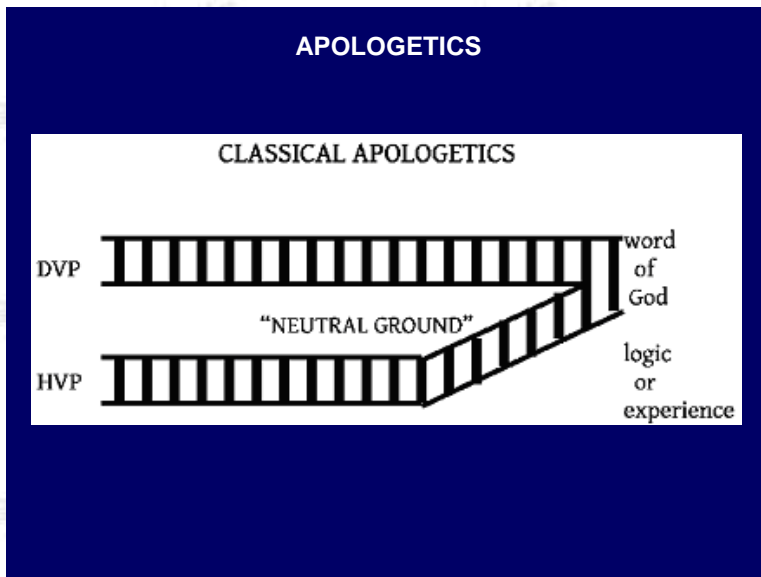 APOLOGETICS
CLASSICAL APOLOGETICS
DVP
word
of
God
"NEUTRAL GROUND"
HVP
logic
or
experience